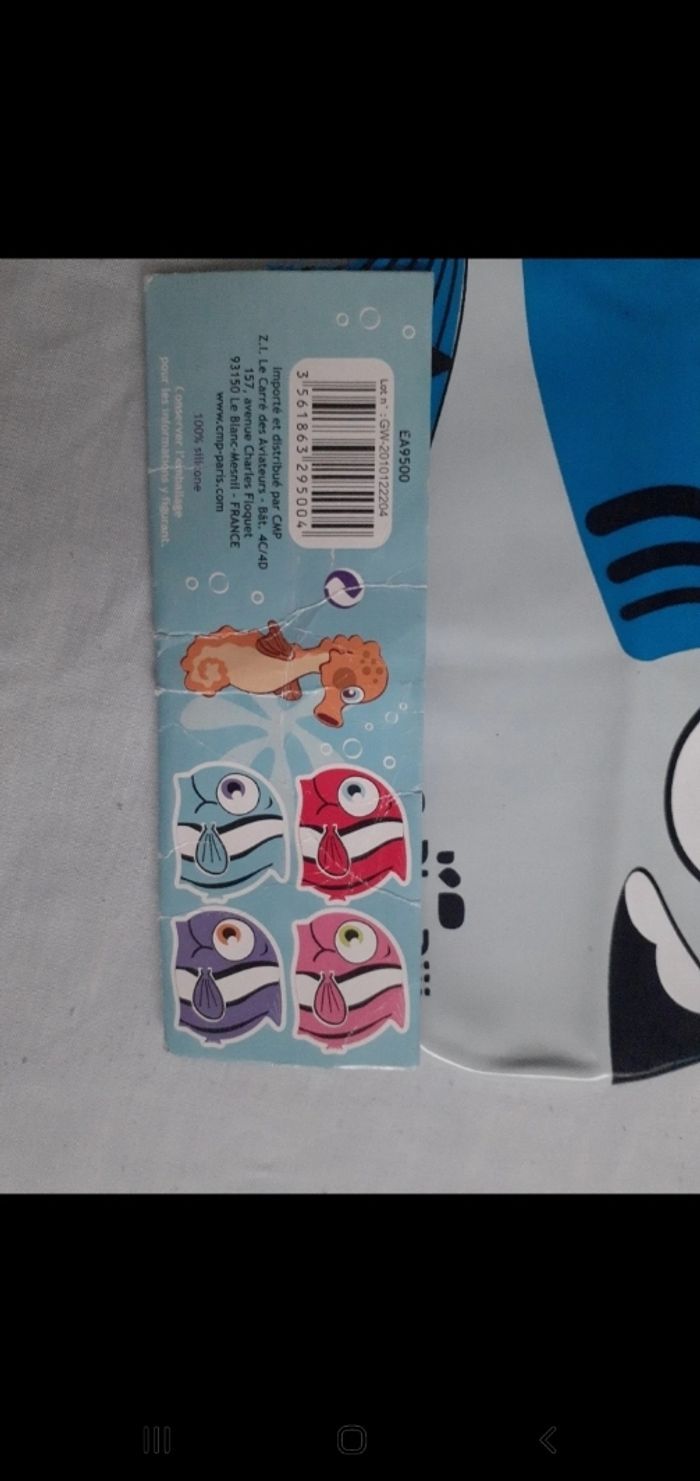 EA9500
Lot n° : GW-2010122204
3 561863 295004
Importé et distribué par CMP
Z.I. Le Carré des Aviateurs - Bât. 4C/4D
157, avenue Charles Floquet
93150 Le Blanc-Mesnil - FRANCE
www.cmp-paris.com
100% silicone
Conserver l'emballage
pour les informations y figurant.